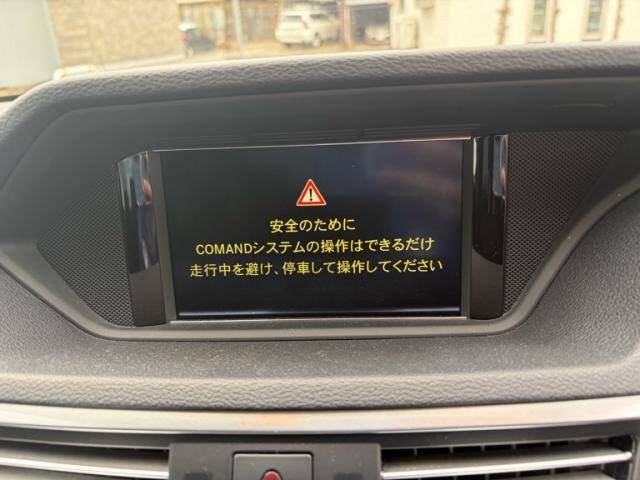 安全のために
COMANDシステムの操作はできるだけ
走行中を避け、停車して操作してください